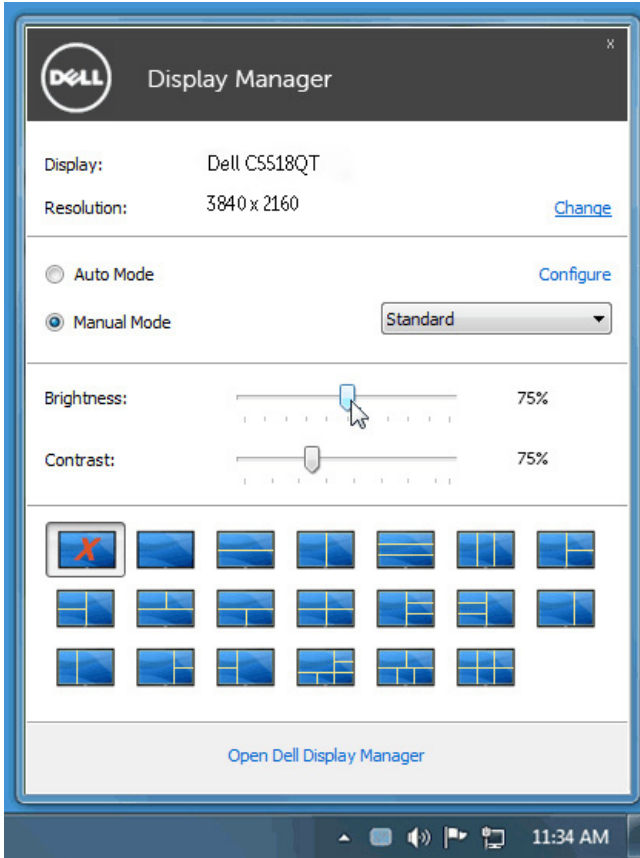 x
DELL
Display Manager
Display: Dell C5518QT
Resolution: 3840 x 2160 Change
Auto Mode Configure
Manual Mode Standard
Brightness: 75%
Contrast: 75%
X
Open Dell Display Manager
11:34 AM